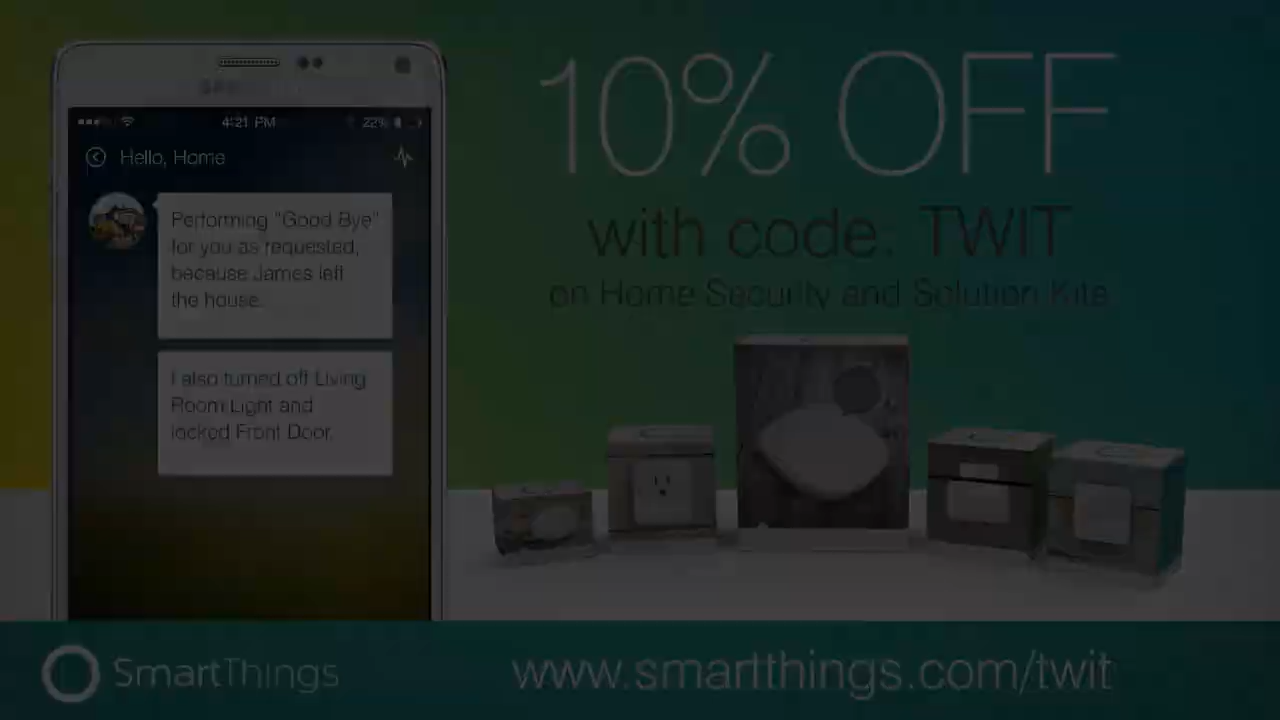 4:21 PM
22%
Hello, Home
Performing "Good Bye"
for you as requested,
because James left
the house.
I also turned off Living
Room Light and
locked Front Door.
10% OFF
with code: TWIT
on Home Security and Solution Kits
SmartThings
www.smartthings.com/twit